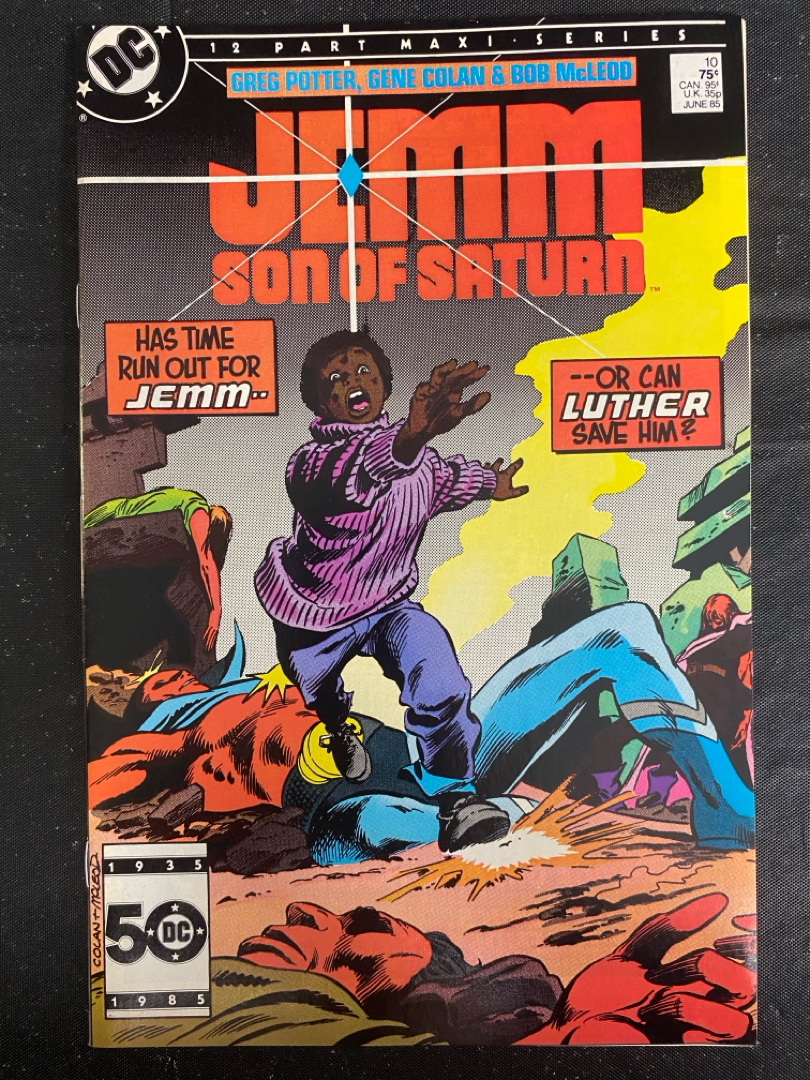 DC
®
12 PART MAXI-SERIES
GREG POTTER, GENE COLAN & BOB McLEOD
10
75¢
CAN. 95¢
U.K. 35p
JUNE 85
JEMM
SON OF SATURN
™
HAS TIME
RUN OUT FOR
JEMM--
--OR CAN
LUTHER
SAVE HIM?
COLAN + McLEOD
1935
50
DC
1985